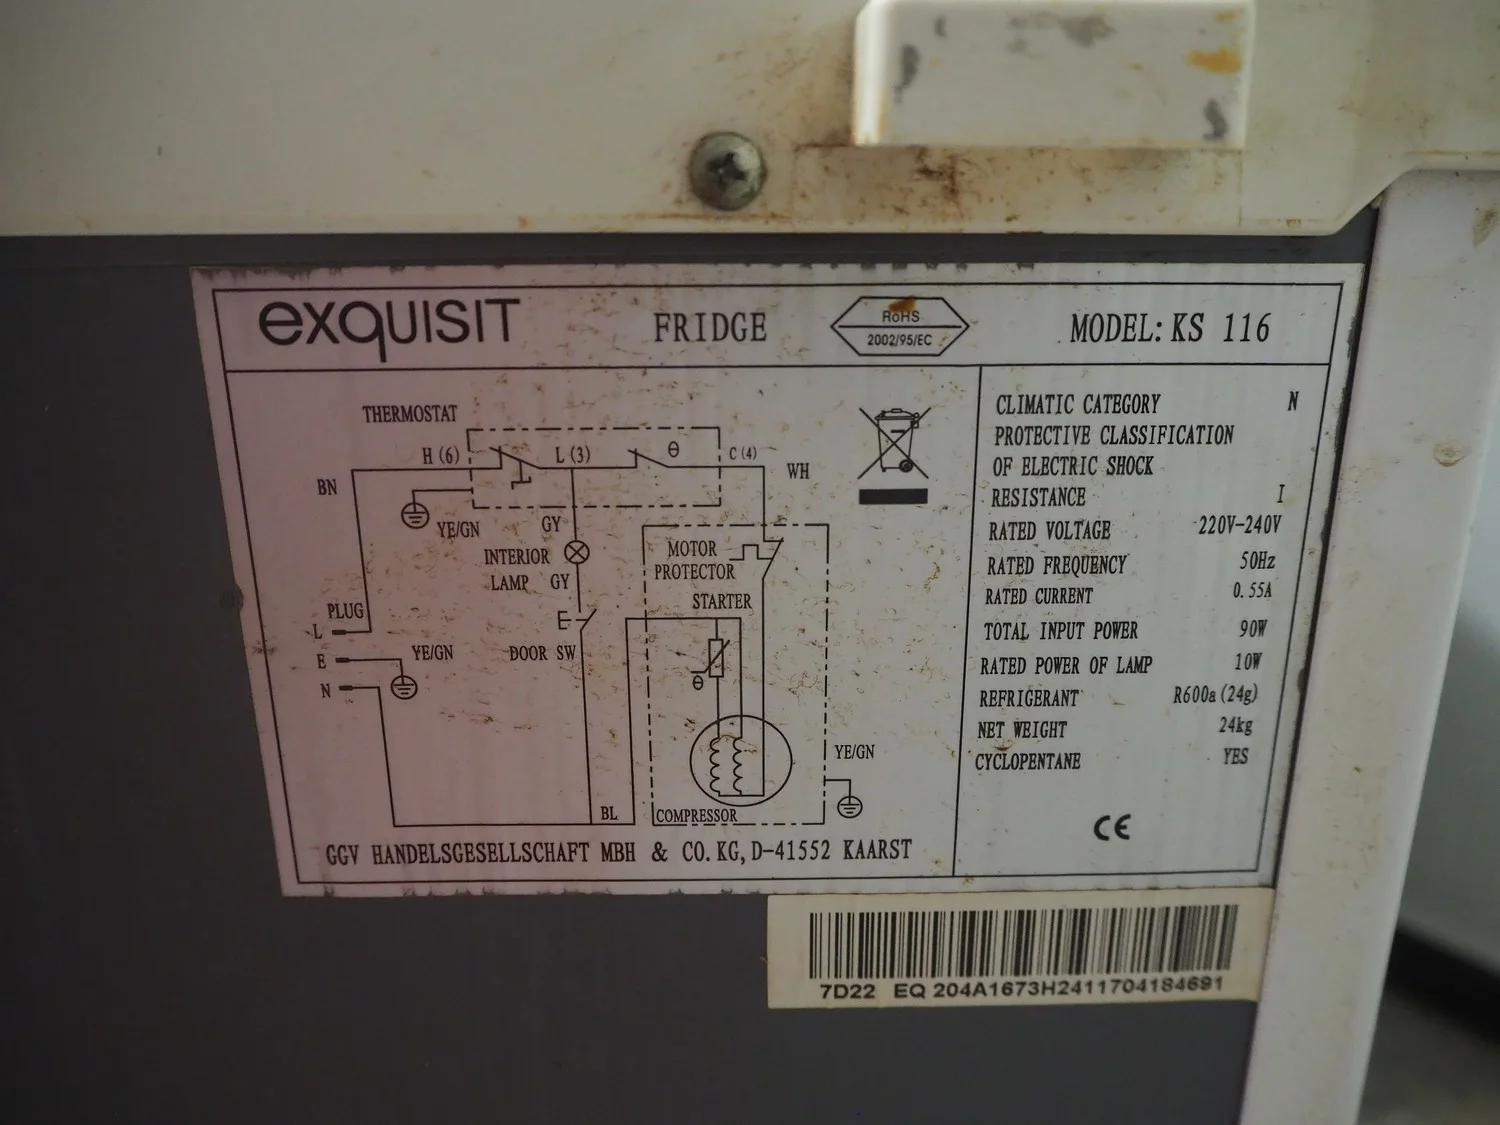 exquisit FRIDGE RoHS 2002/95/EC MODEL: KS 116
THERMOSTAT
H (6) L (3) θ C (4)
BN WH
YE/GN GY
INTERIOR
LAMP GY
MOTOR
PROTECTOR
STARTER
PLUG
L
E YE/GN
N
DOOR SW
θ
YE/GN
BL COMPRESSOR
GGV HANDELSGESELLSCHAFT MBH & CO. KG, D-41552 KAARST
CLIMATIC CATEGORY N
PROTECTIVE CLASSIFICATION
OF ELECTRIC SHOCK
RESISTANCE I
RATED VOLTAGE 220V-240V
RATED FREQUENCY 50Hz
RATED CURRENT 0.55A
TOTAL INPUT POWER 90W
RATED POWER OF LAMP 10W
REFRIGERANT R600a (24g)
NET WEIGHT 24kg
CYCLOPENTANE YES
CE
7D22 EQ 204A1673H2411704184691